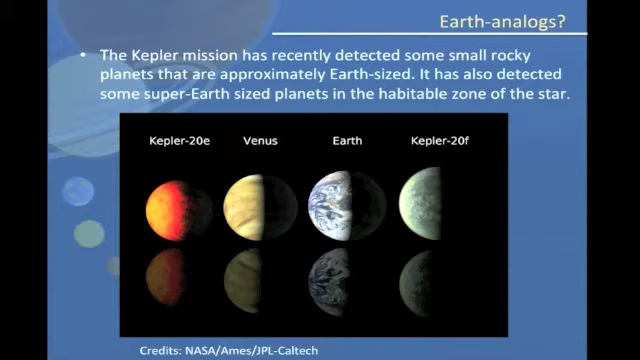 Earth-analogs?
• The Kepler mission has recently detected some small rocky
planets that are approximately Earth-sized. It has also detected
some super-Earth sized planets in the habitable zone of the star.
Kepler-20e Venus Earth Kepler-20f
Credits: NASA/Ames/JPL-Caltech